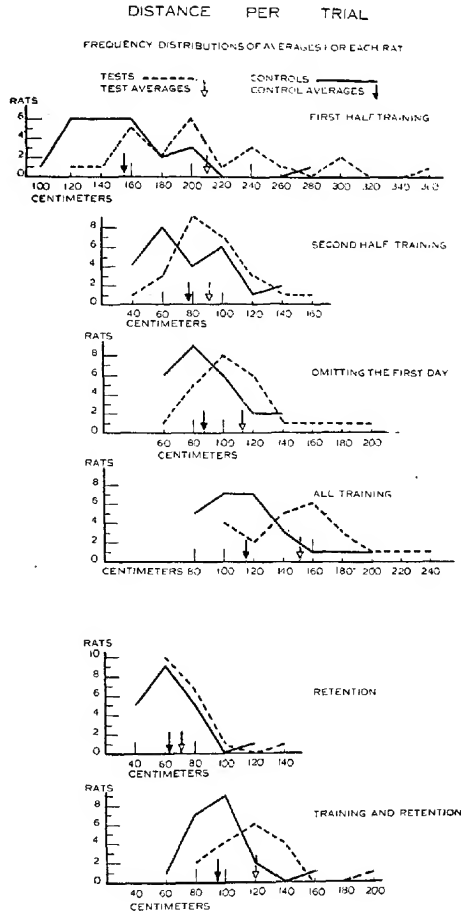 DISTANCE PER TRIAL
FREQUENCY DISTRIBUTIONS OF AVERAGES FOR EACH RAT
TESTS CONTROLS
TEST AVERAGES CONTROL AVERAGES
RATS
FIRST HALF TRAINING
6
4
2
0
100 120 140 160 180 200 220 240 260 280 300 320 340 360
CENTIMETERS
RATS
8
6
4
2
0
SECOND HALF TRAINING
40 60 80 100 120 140 160
CENTIMETERS
RATS
8
6
4
2
0
OMITTING THE FIRST DAY
60 80 100 120 140 160 180 200
CENTIMETERS
RATS
8
6
4
2
0
ALL TRAINING
CENTIMETERS 80 100 120 140 160 180 200 220 240
RATS
10
8
6
4
2
0
RETENTION
40 60 80 100 120 140
CENTIMETERS
RATS
8
6
4
2
0
TRAINING AND RETENTION
60 80 100 120 140 160 180 200
CENTIMETERS